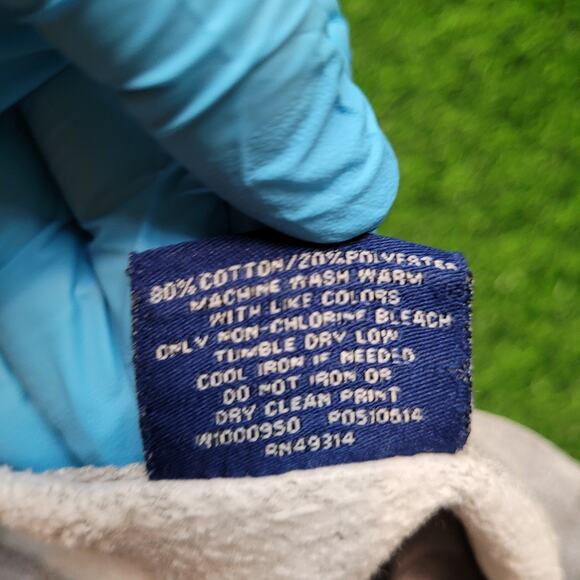 80% COTTON/20% POLYESTER
MACHINE WASH WARM
WITH LIKE COLORS
ONLY NON-CHLORINE BLEACH
TUMBLE DRY LOW
COOL IRON IF NEEDED
DO NOT IRON OR
DRY CLEAN PRINT
W1000950 P0510614
RN49314